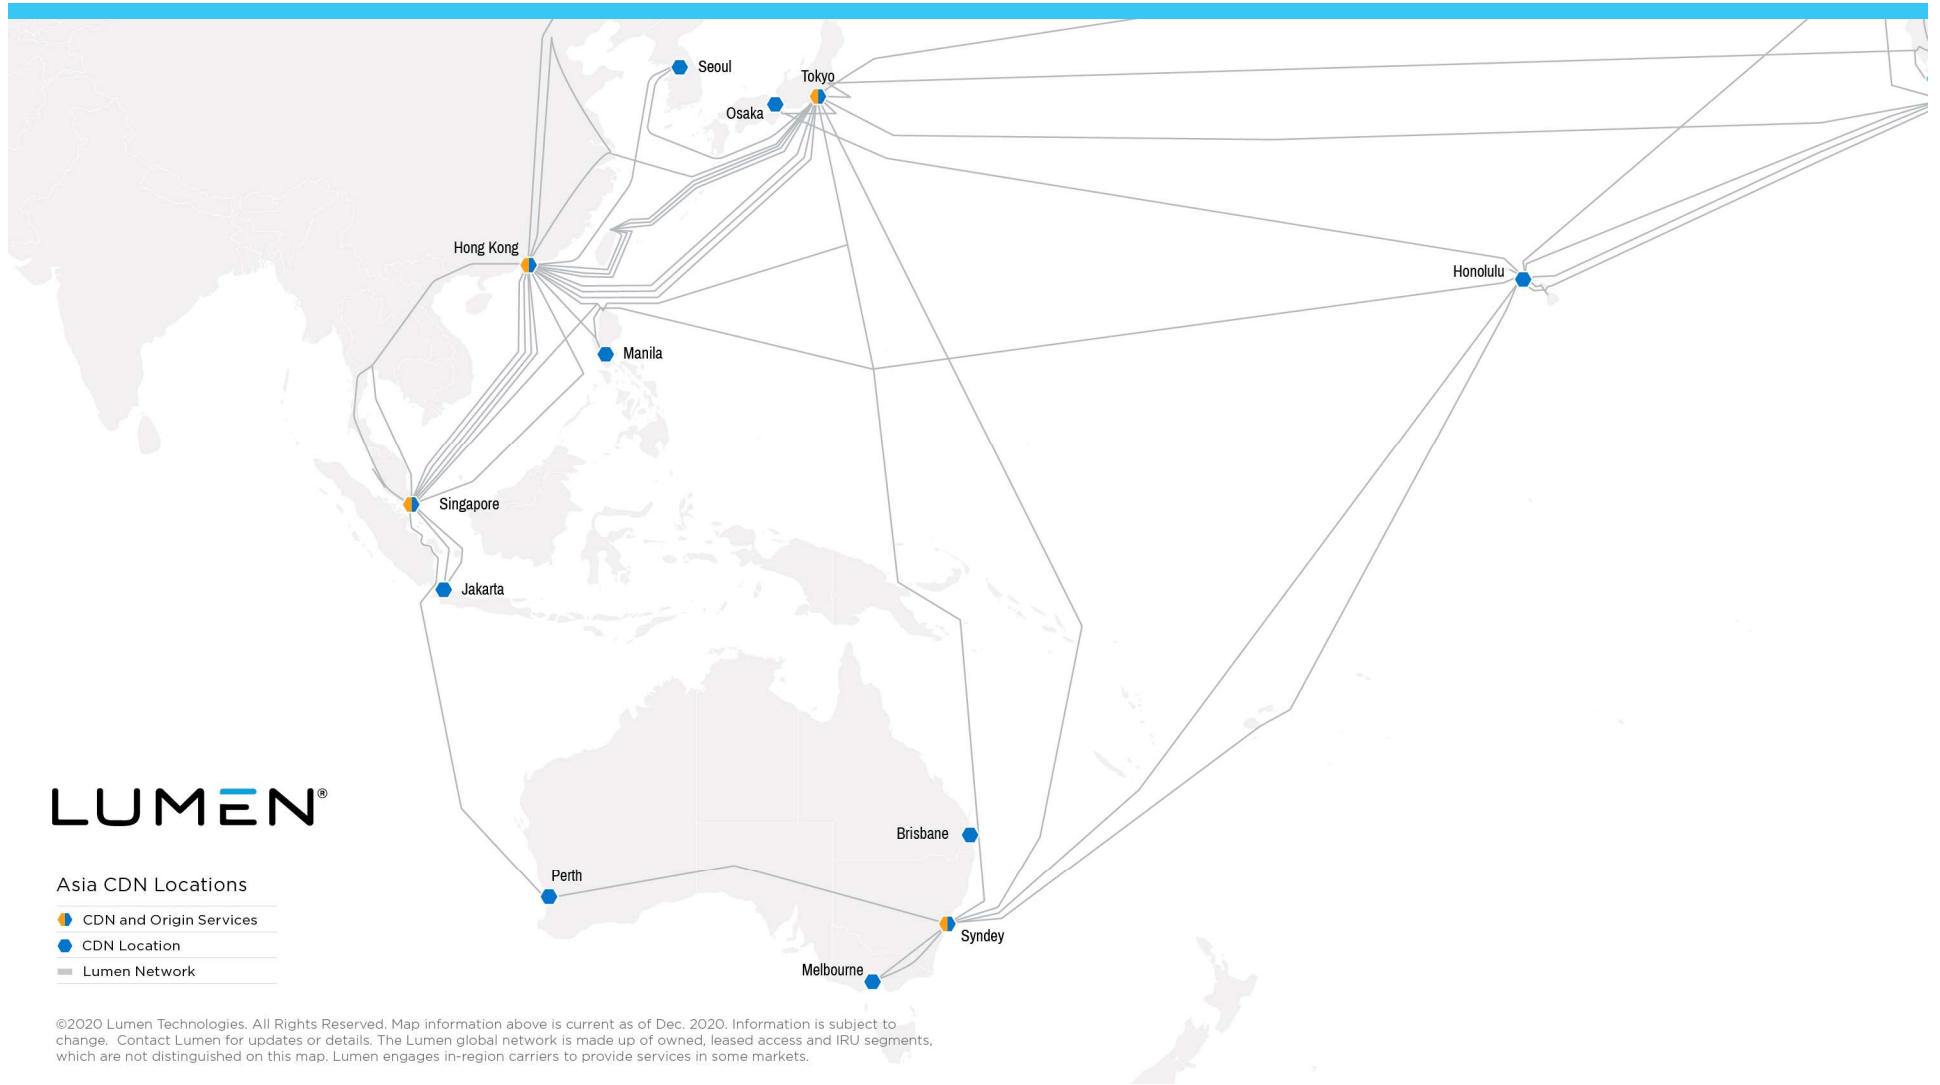 Seoul
Tokyo
Osaka
Hong Kong
Honolulu
Manila
Singapore
Jakarta
Brisbane
Perth
Syndey
Melbourne
LUMEN®
Asia CDN Locations
CDN and Origin Services
CDN Location
Lumen Network
©2020 Lumen Technologies. All Rights Reserved. Map information above is current as of Dec. 2020. Information is subject to
change. Contact Lumen for updates or details. The Lumen global network is made up of owned, leased access and IRU segments,
which are not distinguished on this map. Lumen engages in-region carriers to provide services in some markets.